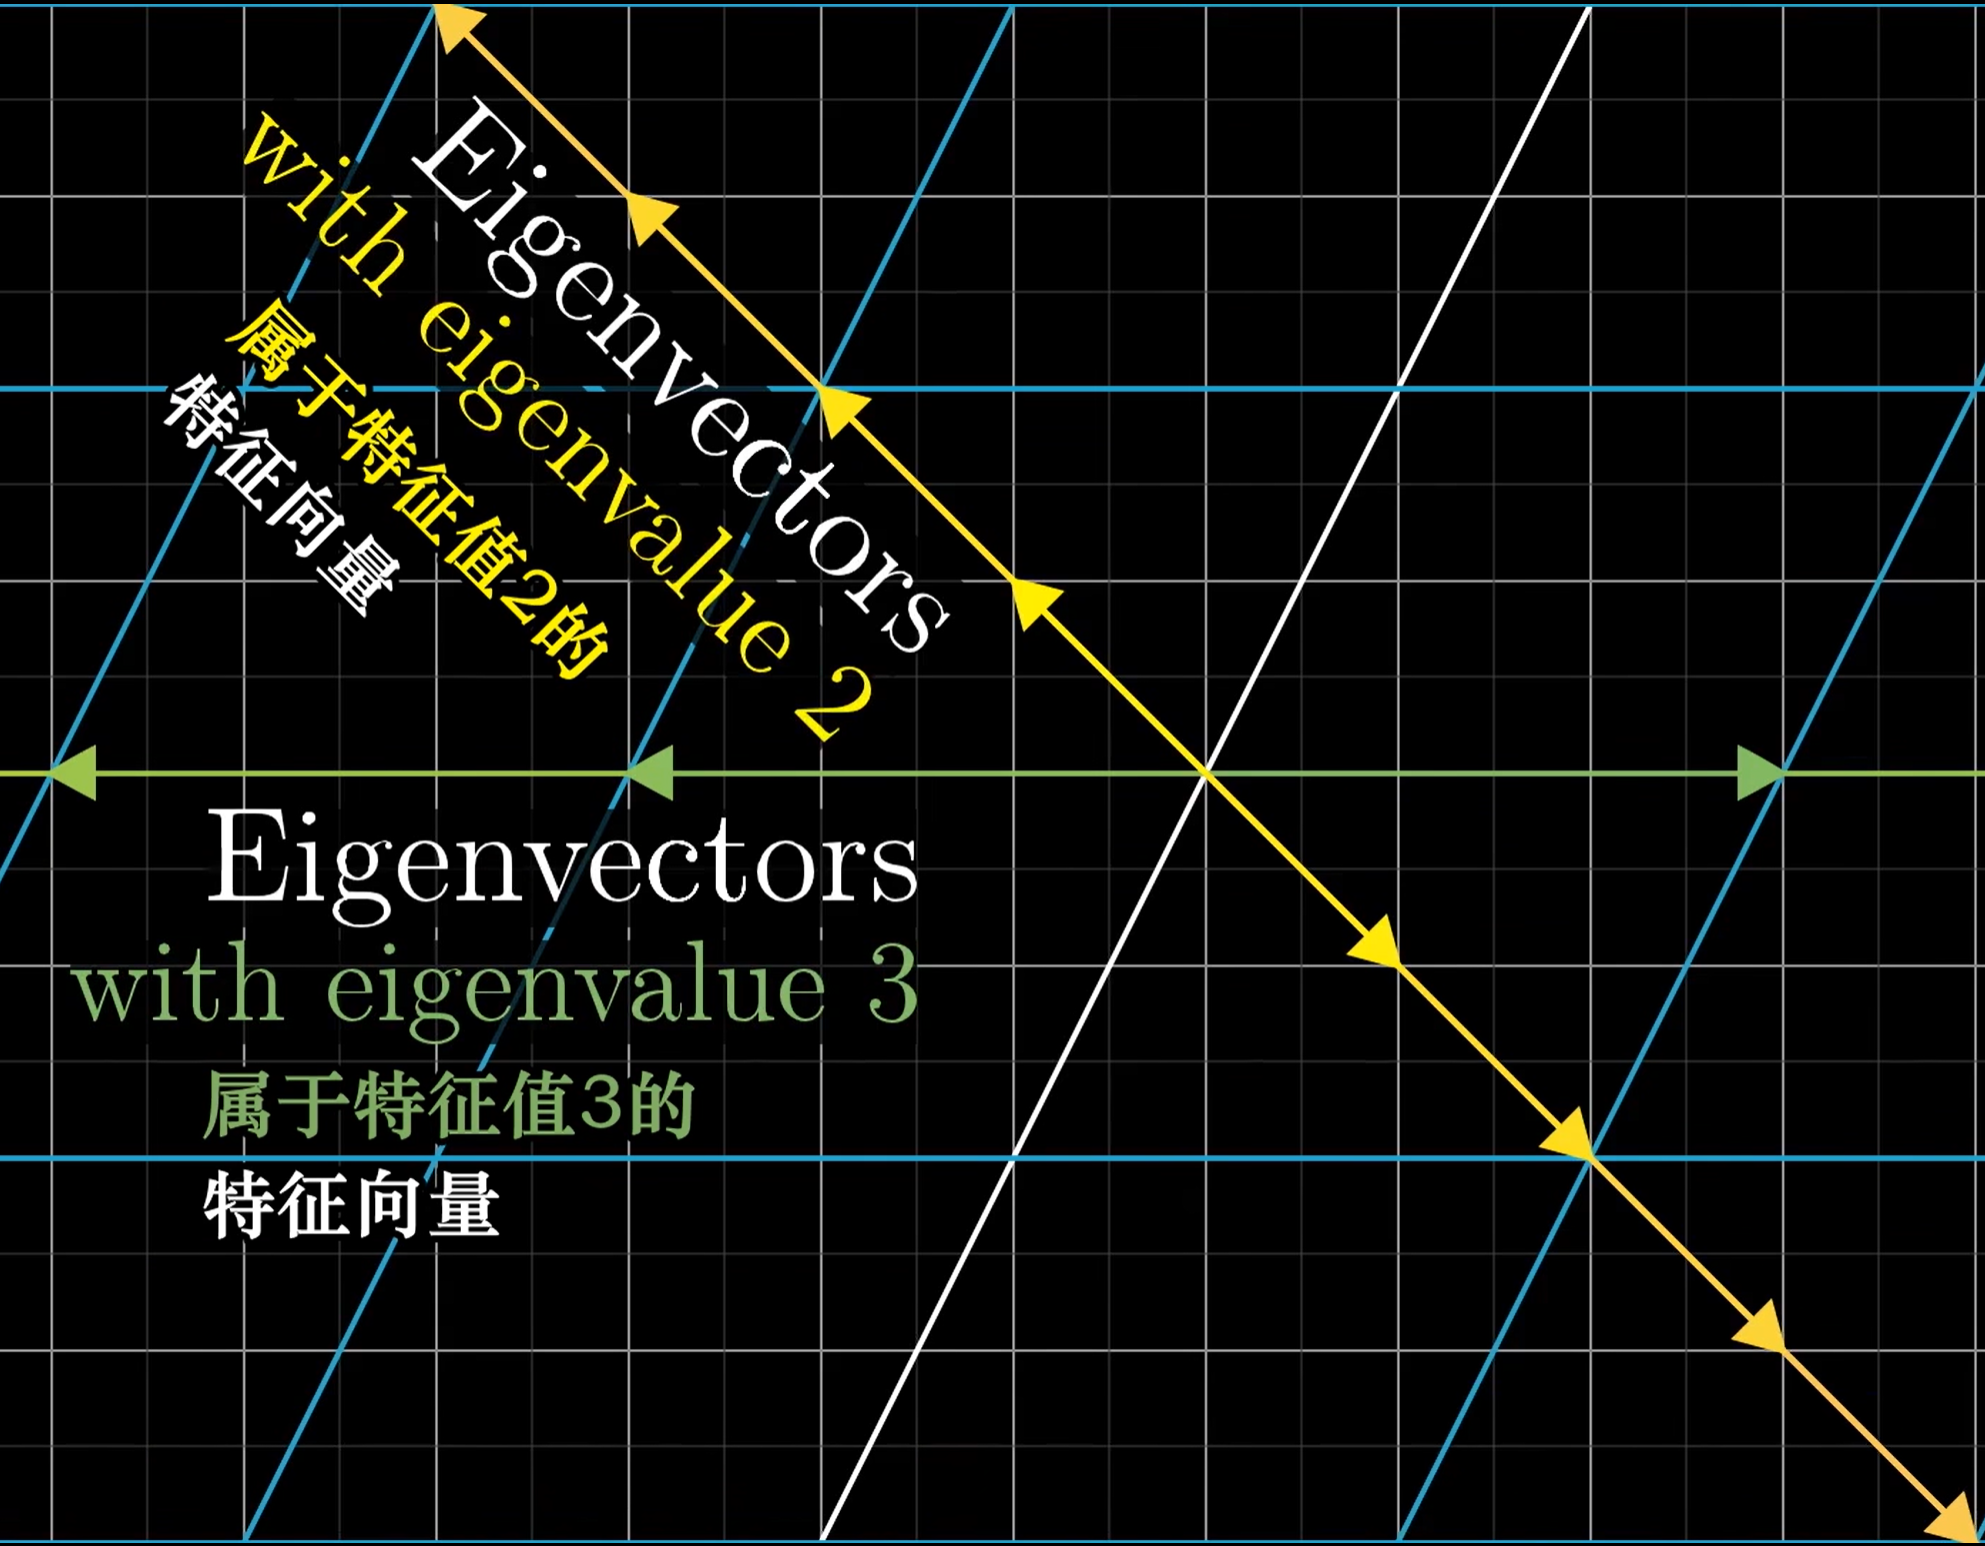 Eigenvectors
with eigenvalue 2
属于特征值2的
特征向量
Eigenvectors
with eigenvalue 3
属于特征值3的
特征向量